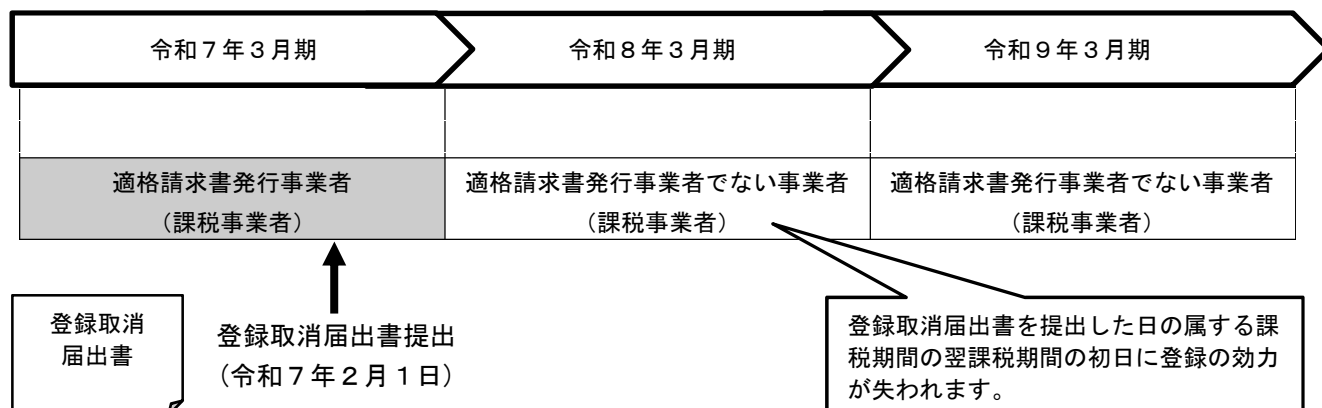 令和７年３月期
令和８年３月期
令和９年３月期
適格請求書発行事業者
（課税事業者）
適格請求書発行事業者でない事業者
（課税事業者）
適格請求書発行事業者でない事業者
（課税事業者）
登録取消
届出書
登録取消届出書提出
（令和７年２月１日）
登録取消届出書を提出した日の属する課
税期間の翌課税期間の初日に登録の効力
が失われます。